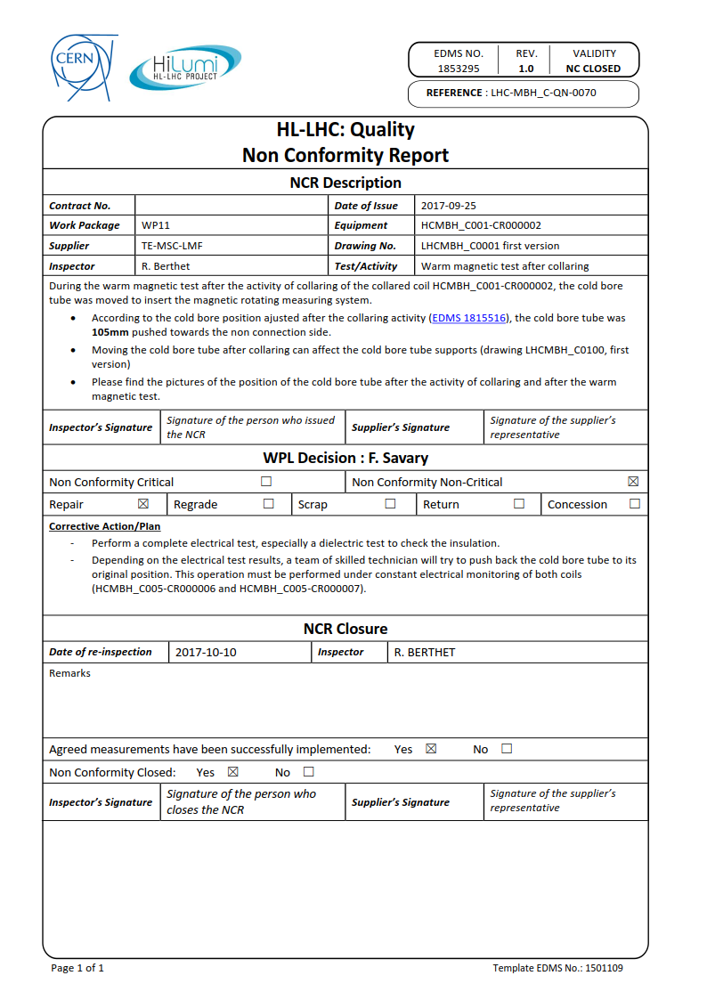 CERN
HiLumi
HL-LHC PROJECT
EDMS NO. REV. VALIDITY
1853295 1.0 NC CLOSED
REFERENCE : LHC-MBH_C-QN-0070
HL-LHC: Quality
Non Conformity Report
NCR Description
Contract No. Date of Issue 2017-09-25
Work Package WP11 Equipment HCMBH_C001-CR000002
Supplier TE-MSC-LMF Drawing No. LHCMBH_C0001 first version
Inspector R. Berthet Test/Activity Warm magnetic test after collaring
During the warm magnetic test after the activity of collaring of the collared coil HCMBH_C001-CR000002, the cold bore
tube was moved to insert the magnetic rotating measuring system.
• According to the cold bore position ajusted after the collaring activity (EDMS 1815516), the cold bore tube was
105mm pushed towards the non connection side.
• Moving the cold bore tube after collaring can affect the cold bore tube supports (drawing LHCMBH_C0100, first
version)
• Please find the pictures of the position of the cold bore tube after the activity of collaring and after the warm
magnetic test.
Inspector's Signature Signature of the person who issued
the NCR Supplier's Signature Signature of the supplier's
representative
WPL Decision : F. Savary
Non Conformity Critical ☐ Non Conformity Non-Critical ☒
Repair ☒ Regrade ☐ Scrap ☐ Return ☐ Concession ☐
Corrective Action/Plan
- Perform a complete electrical test, especially a dielectric test to check the insulation.
- Depending on the electrical test results, a team of skilled technician will try to push back the cold bore tube to its
original position. This operation must be performed under constant electrical monitoring of both coils
(HCMBH_C005-CR000006 and HCMBH_C005-CR000007).
NCR Closure
Date of re-inspection 2017-10-10 Inspector R. BERTHET
Remarks
Agreed measurements have been successfully implemented: Yes ☒ No ☐
Non Conformity Closed: Yes ☒ No ☐
Inspector's Signature Signature of the person who
closes the NCR Supplier's Signature Signature of the supplier's
representative
Page 1 of 1 Template EDMS No.: 1501109